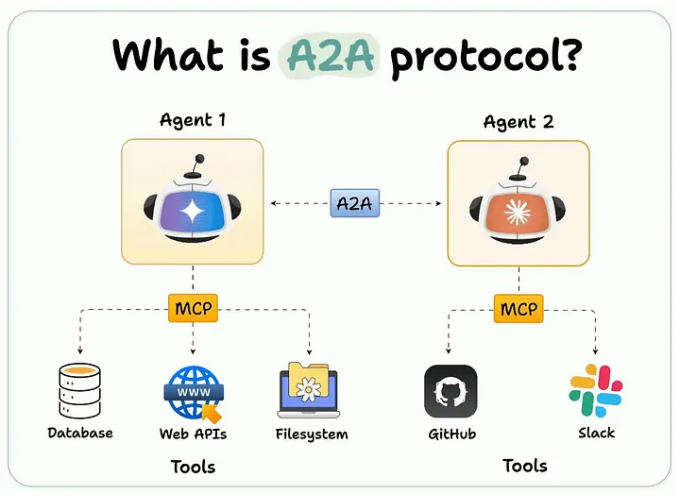 What is A2A protocol?
Agent 1
Agent 2
A2A
MCP
MCP
WWW
Database
Web APIs
Filesystem
GitHub
Slack
Tools
Tools